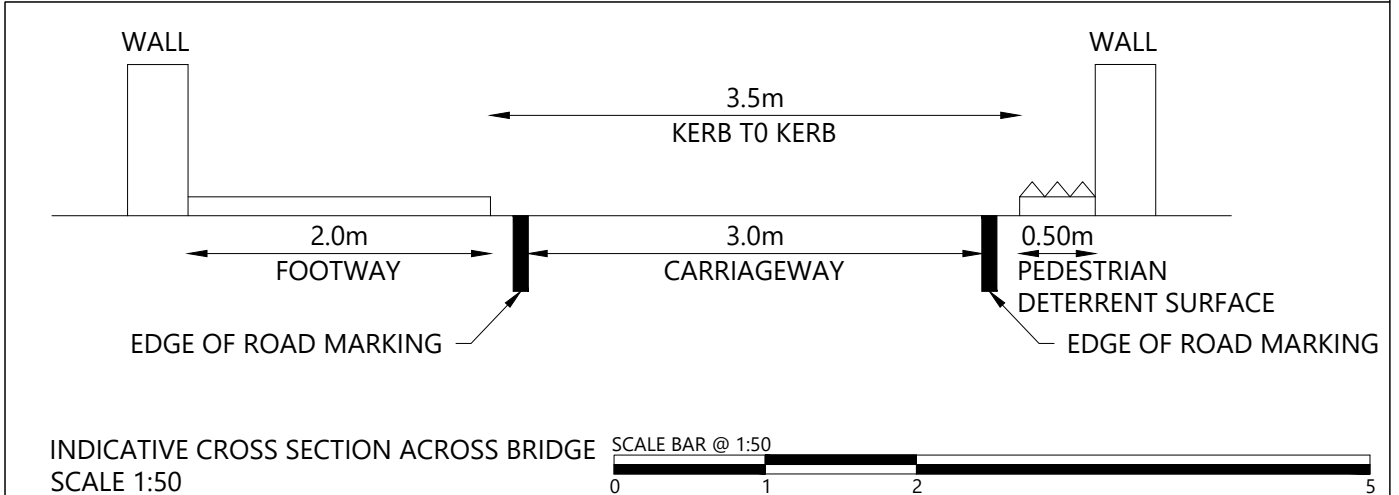 WALL
WALL
3.5m
KERB T0 KERB
2.0m
FOOTWAY
3.0m
CARRIAGEWAY
0.50m
PEDESTRIAN
DETERRENT SURFACE
EDGE OF ROAD MARKING
EDGE OF ROAD MARKING
INDICATIVE CROSS SECTION ACROSS BRIDGE
SCALE 1:50
SCALE BAR @ 1:50
0 1 2 5